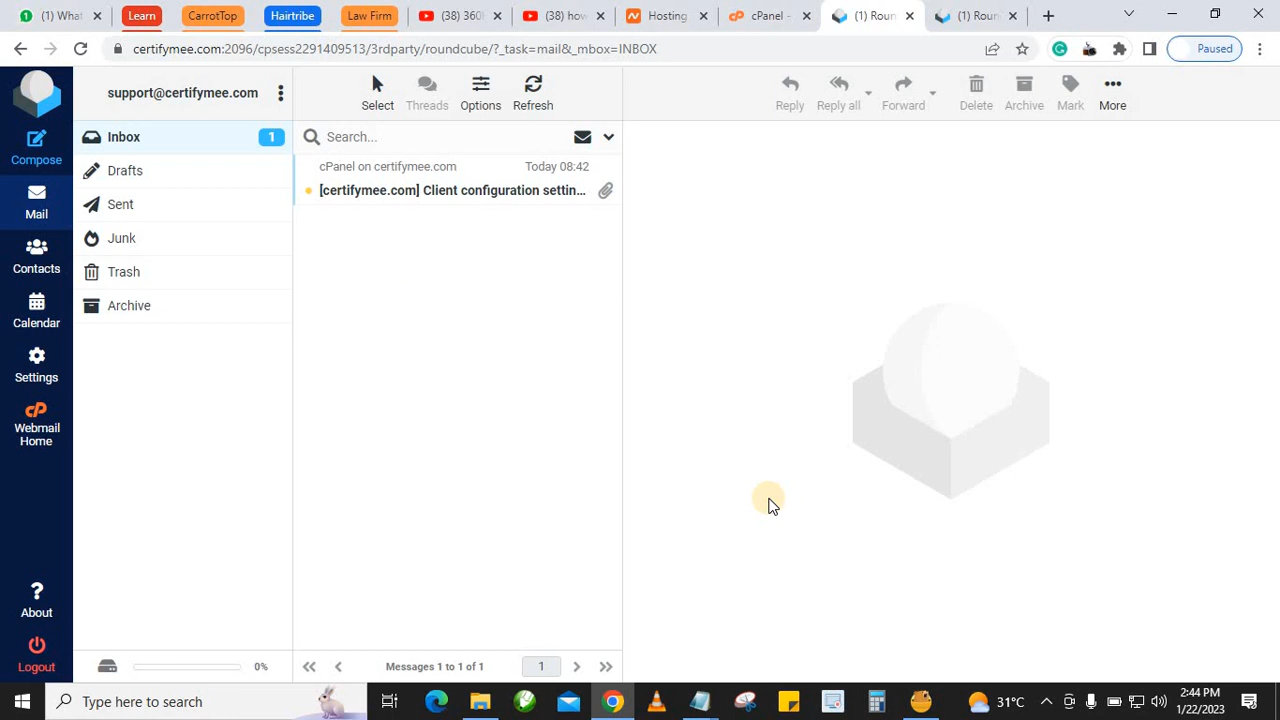 (1) What
Learn
CarrotTop
Hairtribe
Law Firm
(38) 360
(38) how
Hosting
cPanel -
(1) Roun
(1) Roun
certifymee.com:2096/cpsess2291409513/3rdparty/roundcube/?_task=mail&_mbox=INBOX
Paused
support@certifymee.com
Select
Threads
Options
Refresh
Reply
Reply all
Forward
Delete
Archive
Mark
More
Compose
Mail
Contacts
Calendar
Settings
cP
Webmail
Home
?
About
Logout
Inbox
1
Drafts
Sent
Junk
Trash
Archive
Search...
cPanel on certifymee.com
Today 08:42
[certifymee.com] Client configuration settin...
0%
Messages 1 to 1 of 1
1
Type here to search
31°C
2:44 PM
1/22/2023